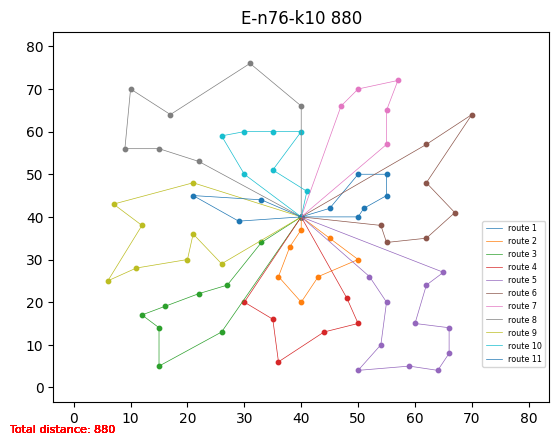 E-n76-k10 880
80
70
60
50
40
30
20
10
0
0 10 20 30 40 50 60 70 80
route 1
route 2
route 3
route 4
route 5
route 6
route 7
route 8
route 9
route 10
route 11
Total distance: 880